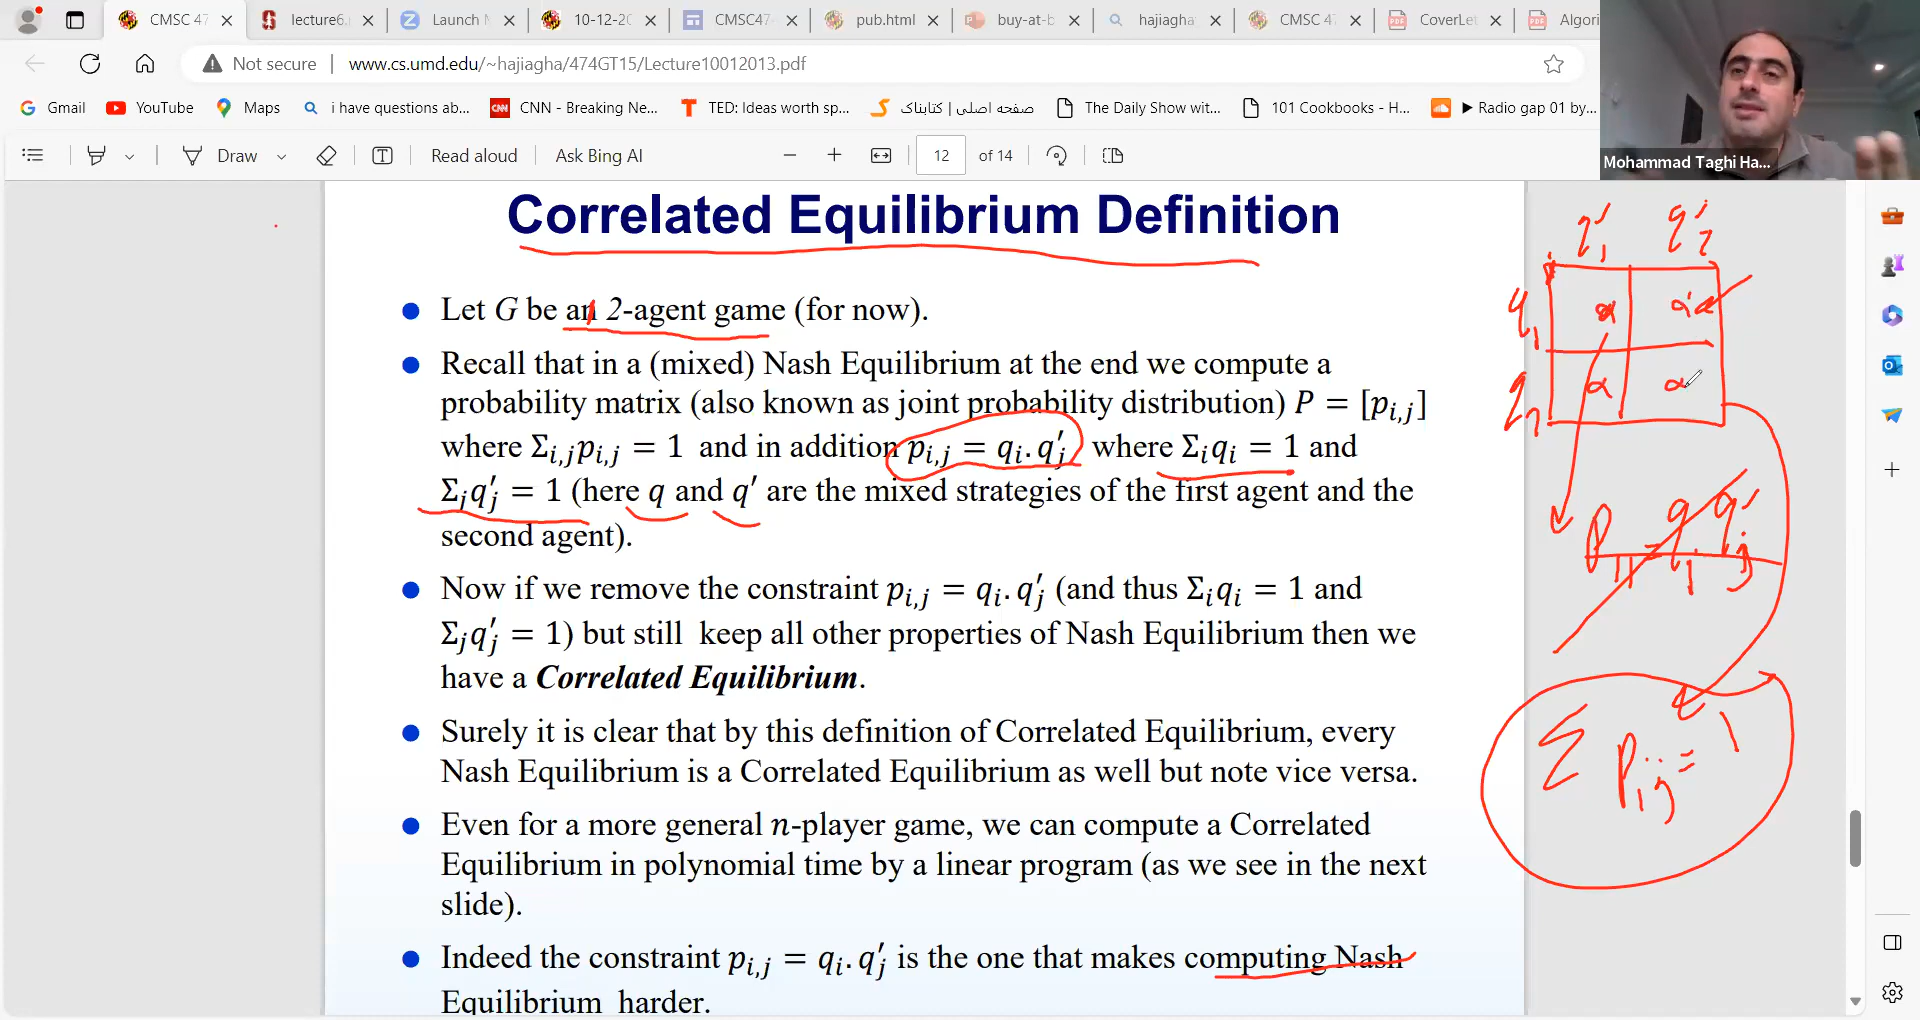 CMSC 47
lecture6.
Launch M
10-12-20
CMSC47
pub.html
buy-at-b
hajiagha
CMSC 47
CoverLet
Algori
Not secure
www.cs.umd.edu/~hajiagha/474GT15/Lecture10012013.pdf
Gmail
YouTube
Maps
i have questions ab...
CNN - Breaking Ne...
TED: Ideas worth sp...
صفحه اصلی | کتابناک
The Daily Show wit...
101 Cookbooks - H...
▶ Radio gap 01 by...
Draw
Read aloud
Ask Bing AI
12
of 14
Mohammad Taghi Ha...
Correlated Equilibrium Definition
Let G be an 2-agent game (for now).
Recall that in a (mixed) Nash Equilibrium at the end we compute a
probability matrix (also known as joint probability distribution) P = [p_{i,j}]
where Σ_{i,j}p_{i,j} = 1 and in addition p_{i,j} = q_i. q'_j where Σ_i q_i = 1 and
Σ_j q'_j = 1 (here q and q' are the mixed strategies of the first agent and the
second agent).
Now if we remove the constraint p_{i,j} = q_i. q'_j (and thus Σ_i q_i = 1 and
Σ_j q'_j = 1) but still keep all other properties of Nash Equilibrium then we
have a Correlated Equilibrium.
Surely it is clear that by this definition of Correlated Equilibrium, every
Nash Equilibrium is a Correlated Equilibrium as well but note vice versa.
Even for a more general n-player game, we can compute a Correlated
Equilibrium in polynomial time by a linear program (as we see in the next
slide).
Indeed the constraint p_{i,j} = q_i. q'_j is the one that makes computing Nash
Equilibrium harder.
q'_1 q'_2
q_1
q_2
Σ P_{ij} = 1